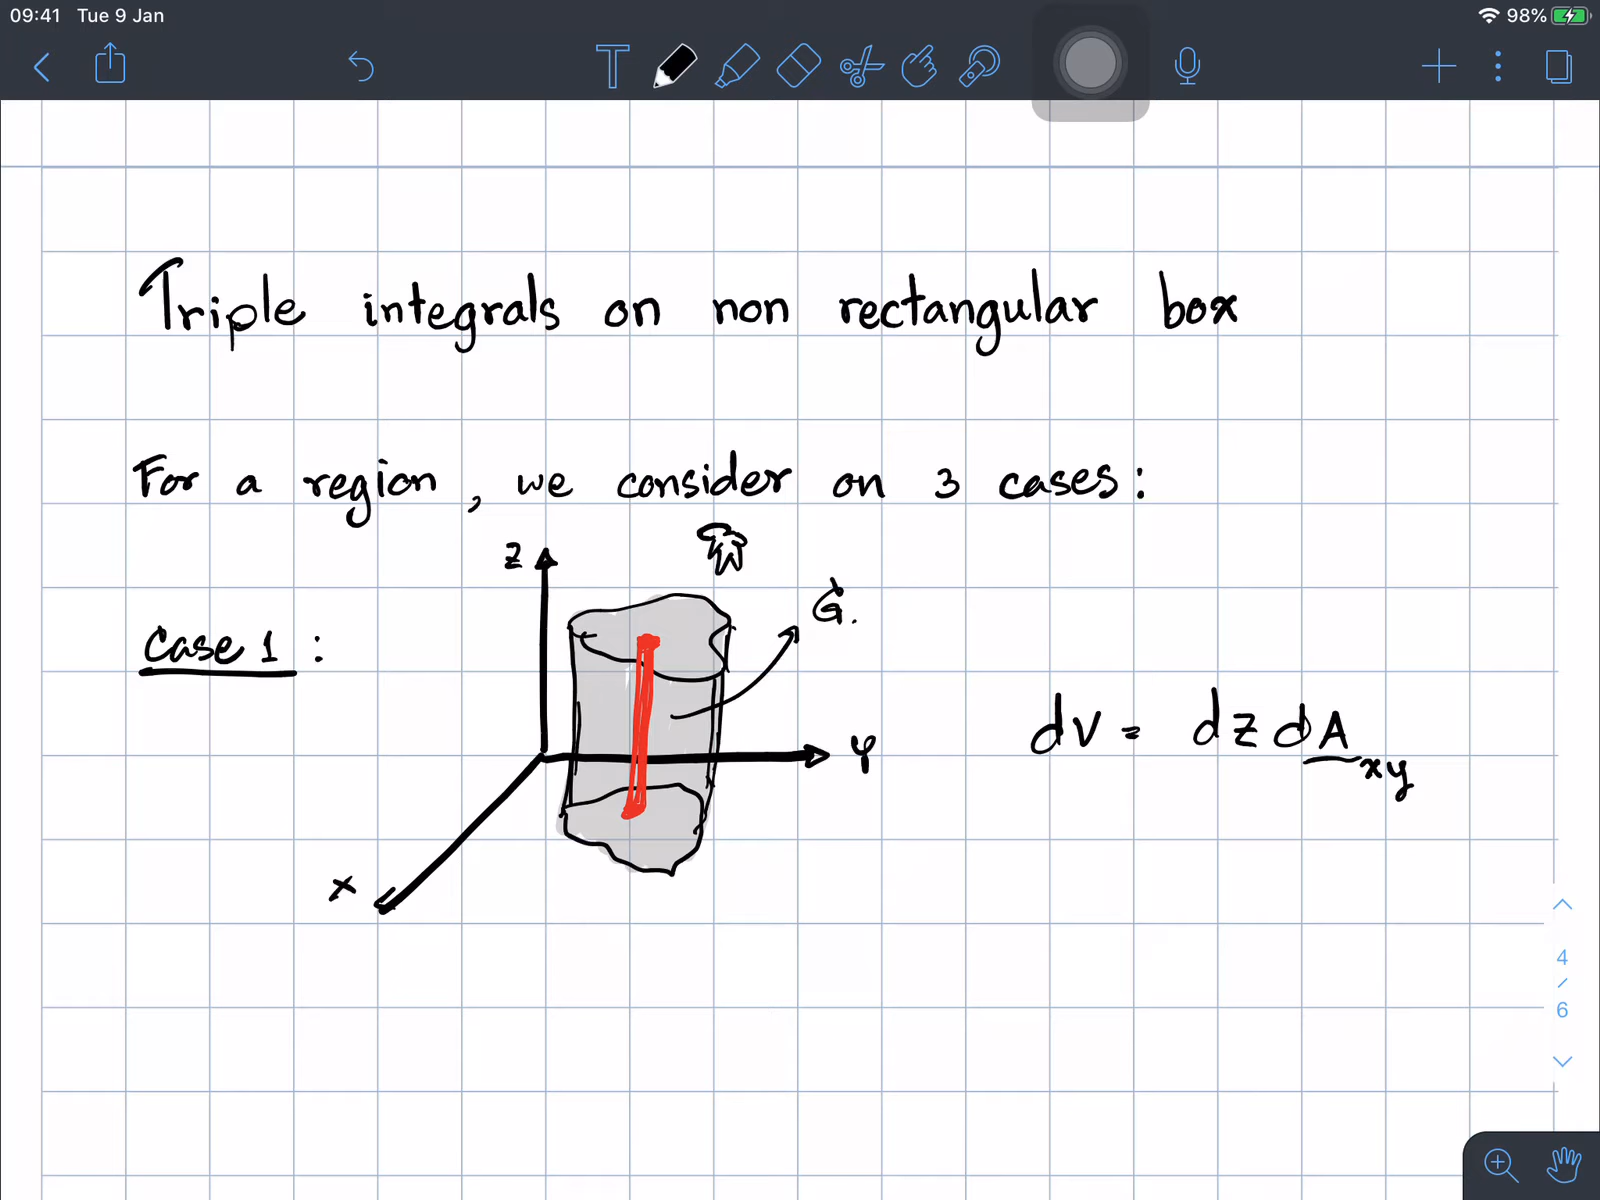 09:41 Tue 9 Jan 98%
T
Triple integrals on non rectangular box
For a region, we consider on 3 cases:
z
G.
Case 1 :
dV = dz dA xy
y
x
4
/
6